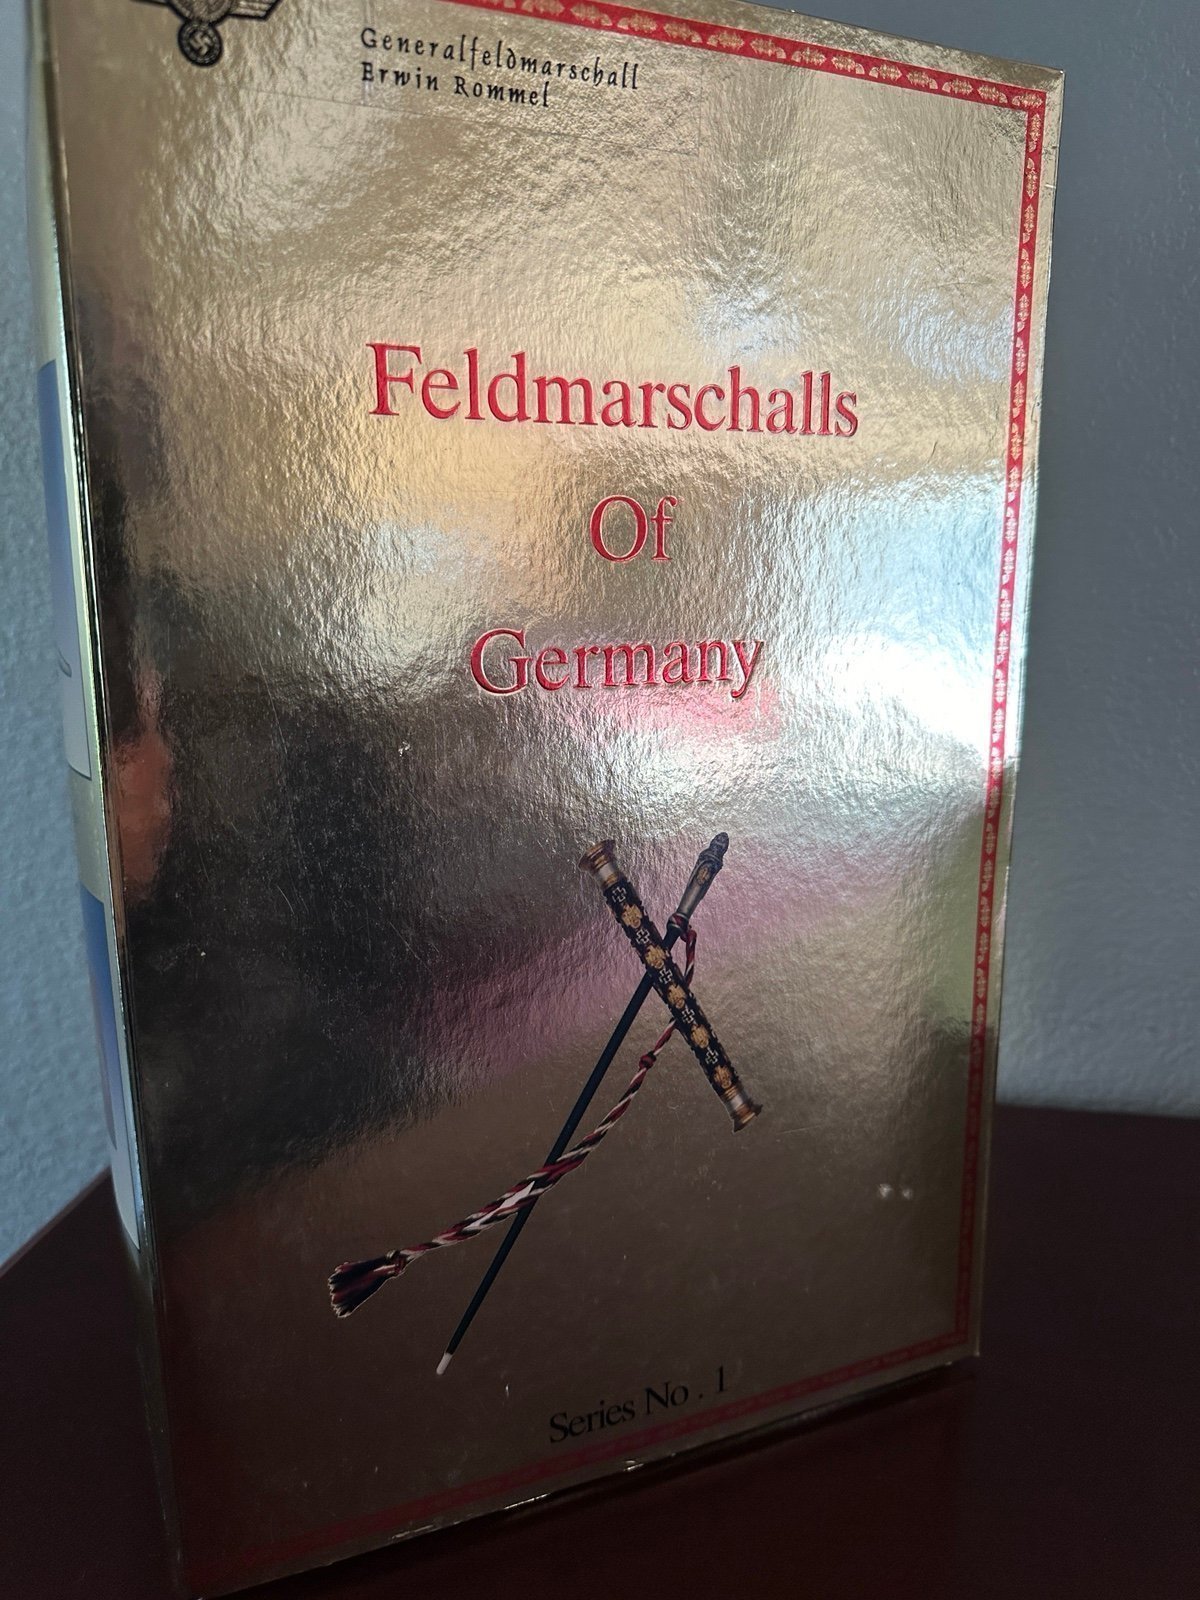 Generalfeldmarschall
Erwin Rommel
Feldmarschalls
Of
Germany
Series No . 1